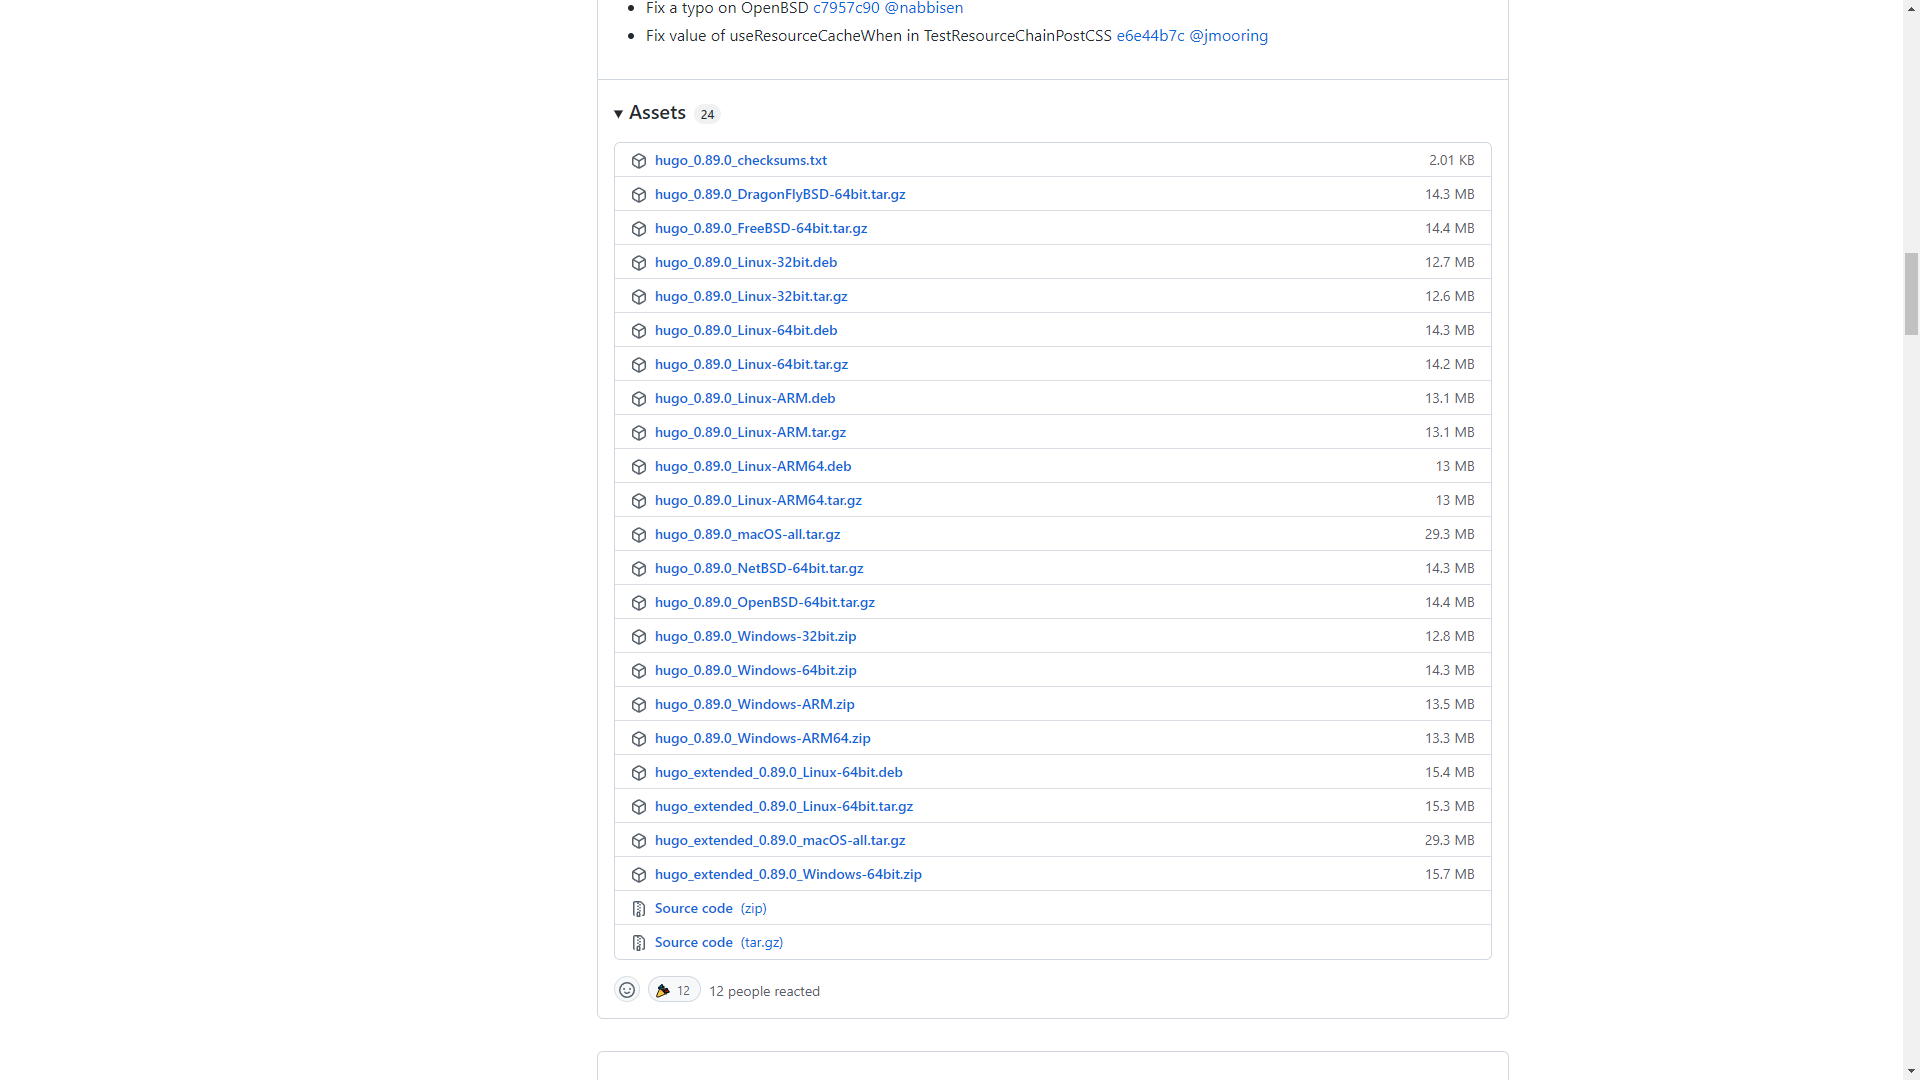 Fix a typo on OpenBSD c7957c90 @nabbisen
Fix value of useResourceCacheWhen in TestResourceChainPostCSS e6e44b7c @jmooring
Assets 24
hugo_0.89.0_checksums.txt 2.01 KB
hugo_0.89.0_DragonFlyBSD-64bit.tar.gz 14.3 MB
hugo_0.89.0_FreeBSD-64bit.tar.gz 14.4 MB
hugo_0.89.0_Linux-32bit.deb 12.7 MB
hugo_0.89.0_Linux-32bit.tar.gz 12.6 MB
hugo_0.89.0_Linux-64bit.deb 14.3 MB
hugo_0.89.0_Linux-64bit.tar.gz 14.2 MB
hugo_0.89.0_Linux-ARM.deb 13.1 MB
hugo_0.89.0_Linux-ARM.tar.gz 13.1 MB
hugo_0.89.0_Linux-ARM64.deb 13 MB
hugo_0.89.0_Linux-ARM64.tar.gz 13 MB
hugo_0.89.0_macOS-all.tar.gz 29.3 MB
hugo_0.89.0_NetBSD-64bit.tar.gz 14.3 MB
hugo_0.89.0_OpenBSD-64bit.tar.gz 14.4 MB
hugo_0.89.0_Windows-32bit.zip 12.8 MB
hugo_0.89.0_Windows-64bit.zip 14.3 MB
hugo_0.89.0_Windows-ARM.zip 13.5 MB
hugo_0.89.0_Windows-ARM64.zip 13.3 MB
hugo_extended_0.89.0_Linux-64bit.deb 15.4 MB
hugo_extended_0.89.0_Linux-64bit.tar.gz 15.3 MB
hugo_extended_0.89.0_macOS-all.tar.gz 29.3 MB
hugo_extended_0.89.0_Windows-64bit.zip 15.7 MB
Source code (zip)
Source code (tar.gz)
12 12 people reacted